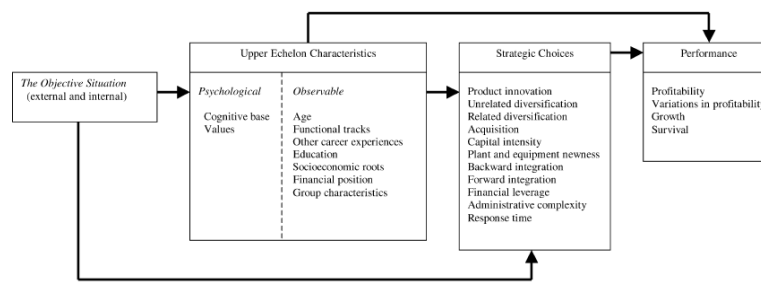 The Objective Situation
(external and internal)
Upper Echelon Characteristics
Psychological
Cognitive base
Values
Observable
Age
Functional tracks
Other career experiences
Education
Socioeconomic roots
Financial position
Group characteristics
Strategic Choices
Product innovation
Unrelated diversification
Related diversification
Acquisition
Capital intensity
Plant and equipment newness
Backward integration
Forward integration
Financial leverage
Administrative complexity
Response time
Performance
Profitability
Variations in profitability
Growth
Survival